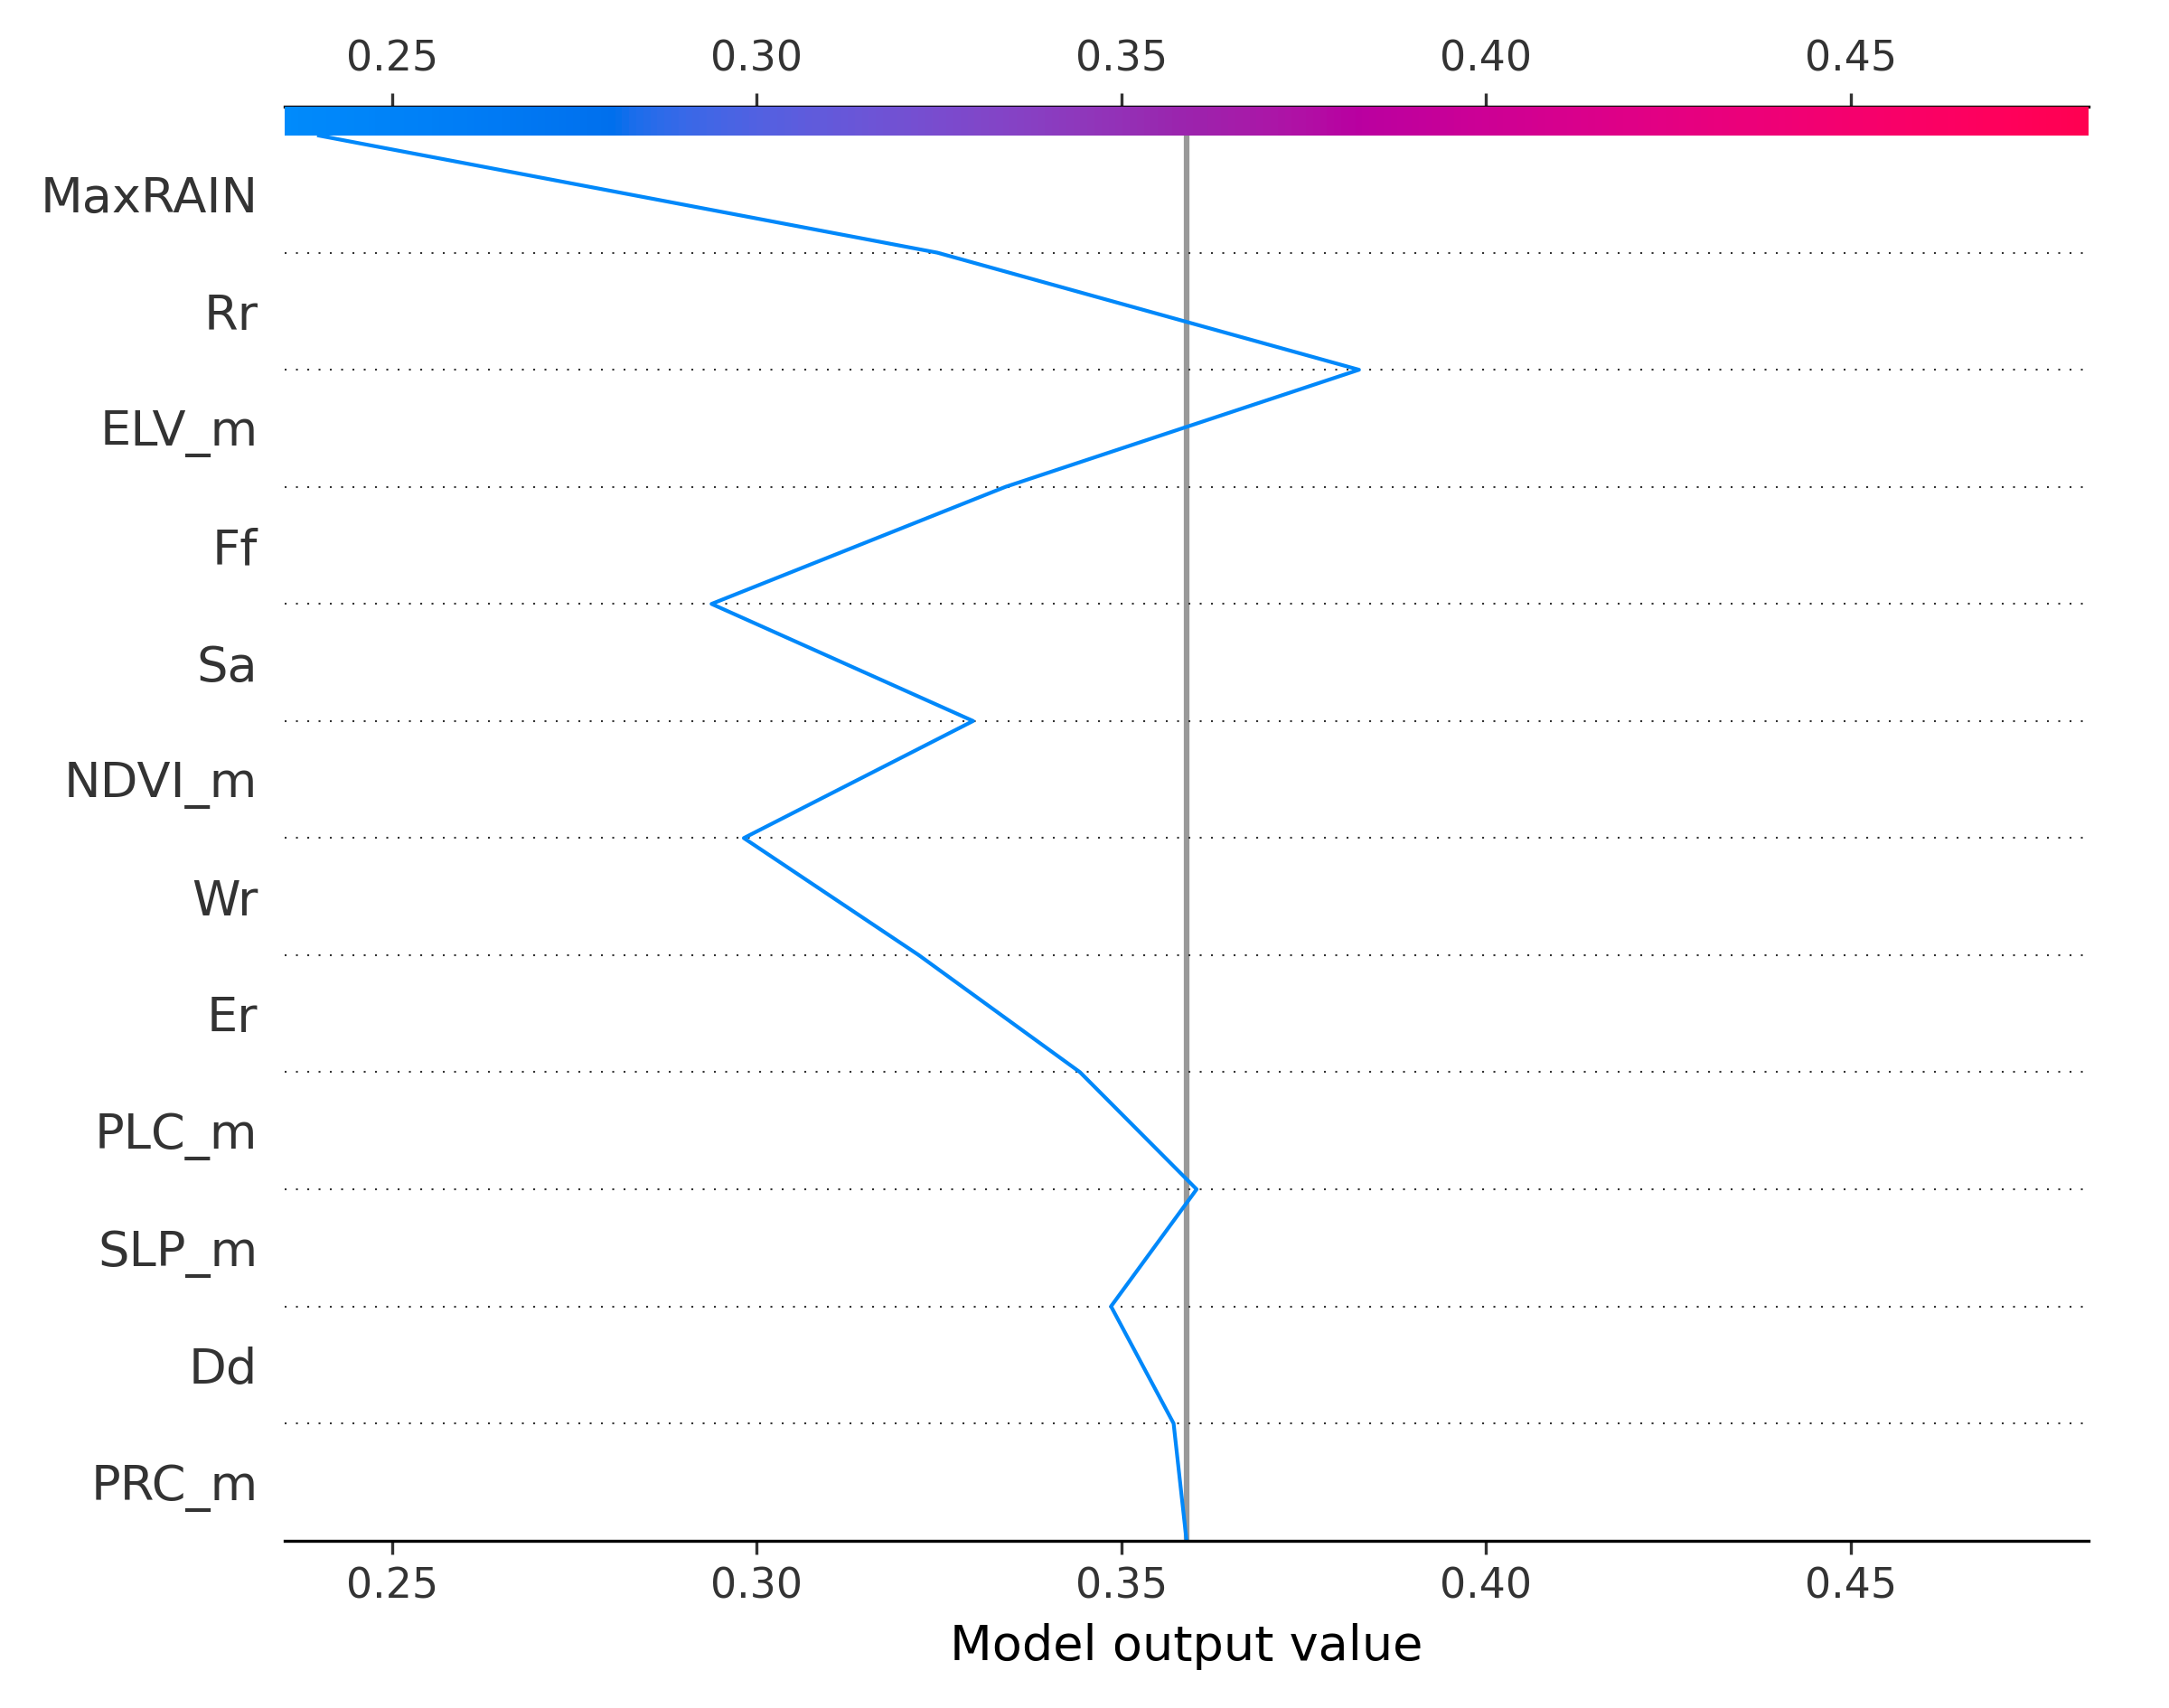 0.25 0.30 0.35 0.40 0.45
MaxRAIN
Rr
ELV_m
Ff
Sa
NDVI_m
Wr
Er
PLC_m
SLP_m
Dd
PRC_m
0.25 0.30 0.35 0.40 0.45
Model output value